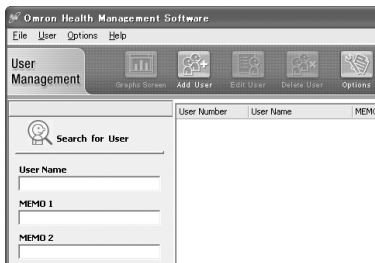 Omron Health Management Software
File User Options Help
User Management
Graphs Screen Add User Edit User Delete User Options
User Number User Name MEMO
Search for User
User Name
MEMO 1
MEMO 2